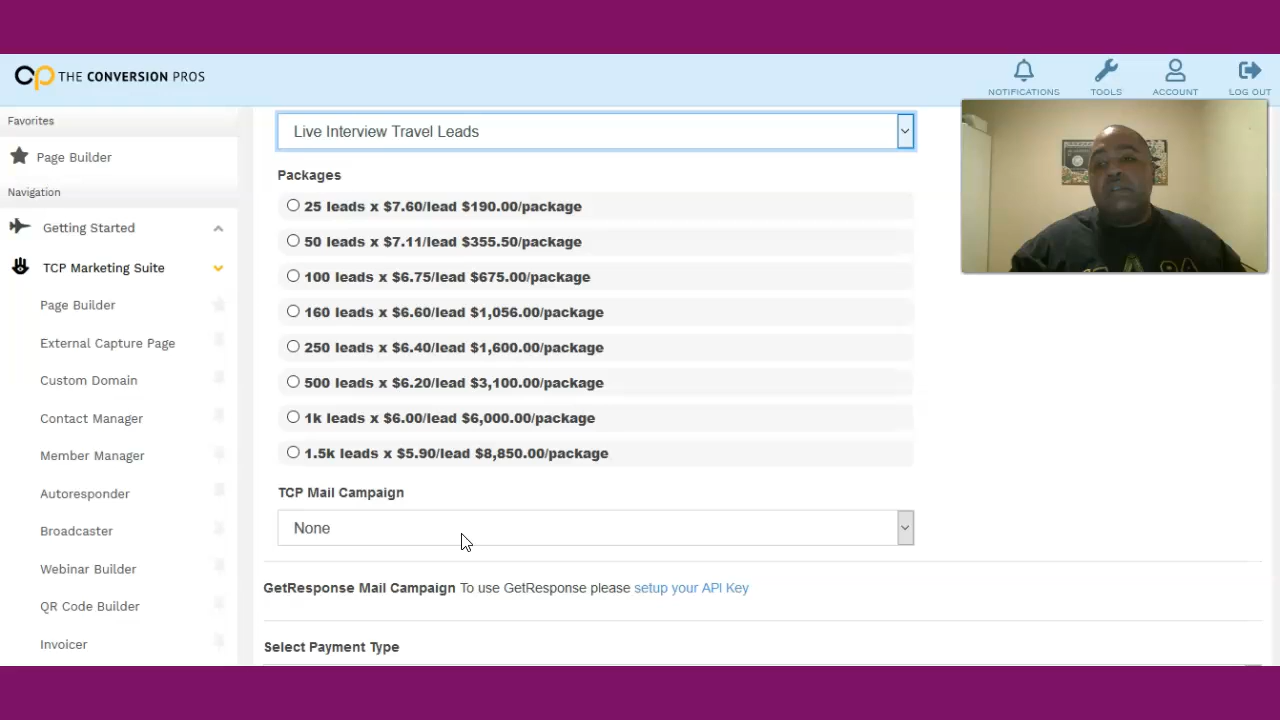 THE CONVERSION PROS
NOTIFICATIONS
TOOLS
ACCOUNT
LOG OUT
Favorites
Page Builder
Navigation
Getting Started
TCP Marketing Suite
Page Builder
External Capture Page
Custom Domain
Contact Manager
Member Manager
Autoresponder
Broadcaster
Webinar Builder
QR Code Builder
Invoicer
Live Interview Travel Leads
Packages
25 leads x $7.60/lead $190.00/package
50 leads x $7.11/lead $355.50/package
100 leads x $6.75/lead $675.00/package
160 leads x $6.60/lead $1,056.00/package
250 leads x $6.40/lead $1,600.00/package
500 leads x $6.20/lead $3,100.00/package
1k leads x $6.00/lead $6,000.00/package
1.5k leads x $5.90/lead $8,850.00/package
TCP Mail Campaign
None
GetResponse Mail Campaign To use GetResponse please setup your API Key
Select Payment Type